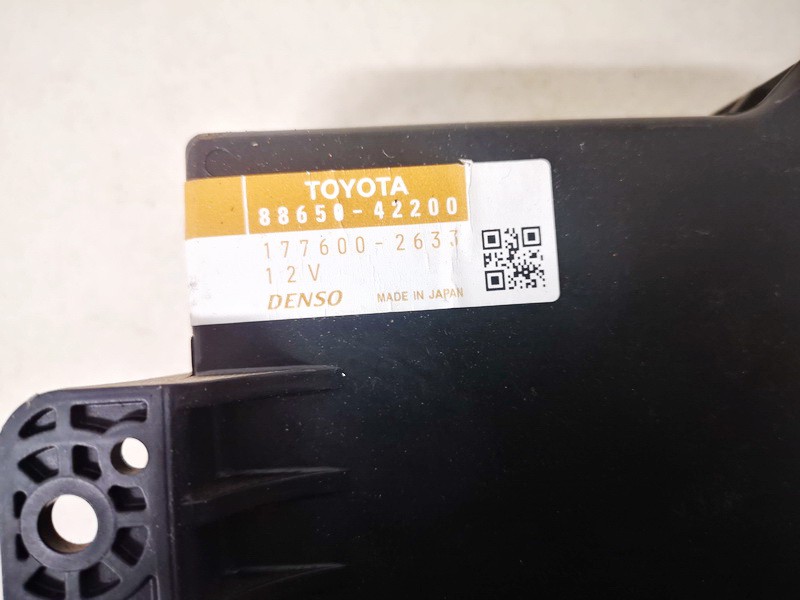 TOYOTA
88650-42200
177600-2633
12V
DENSO MADE IN JAPAN